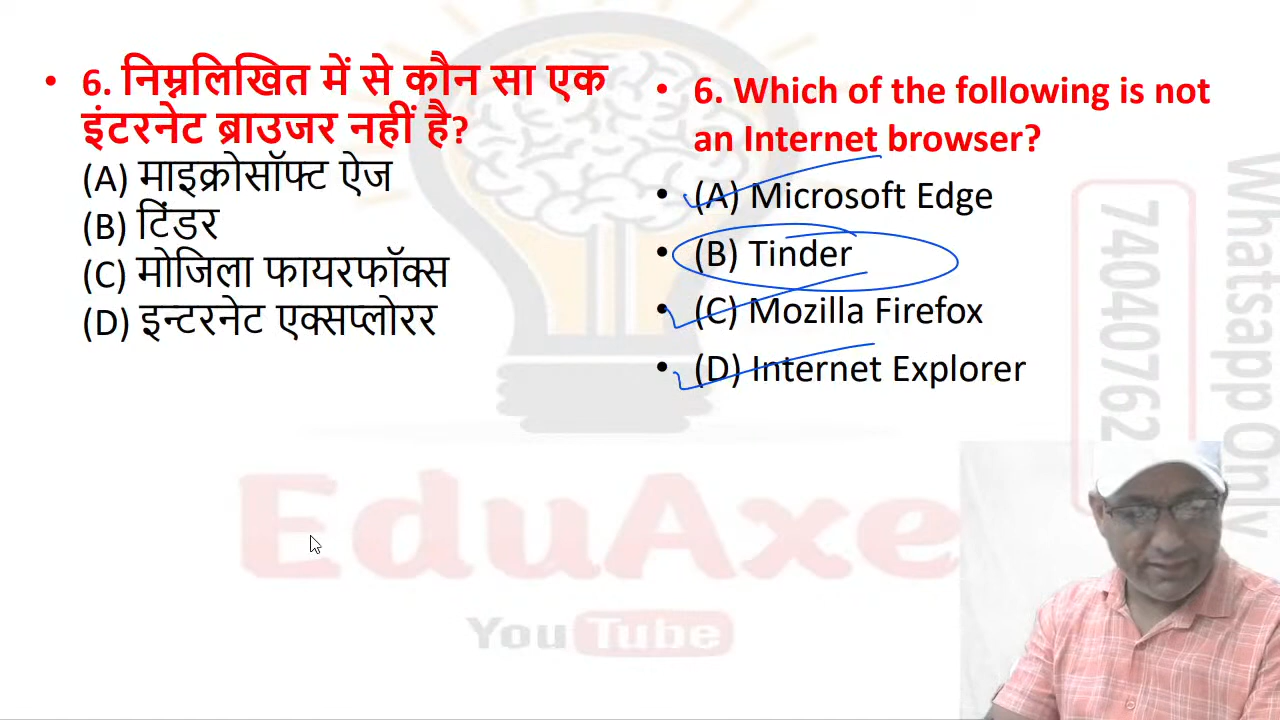 • 6. निम्नलिखित में से कौन सा एक
इंटरनेट ब्राउजर नहीं है?
(A) माइक्रोसॉफ्ट ऐज
(B) टिंडर
(C) मोजिला फायरफॉक्स
(D) इन्टरनेट एक्सप्लोरर
• 6. Which of the following is not
an Internet browser?
• (A) Microsoft Edge
• (B) Tinder
• (C) Mozilla Firefox
• (D) Internet Explorer
Whatsapp Only
74040762
EduAxe
YouTube